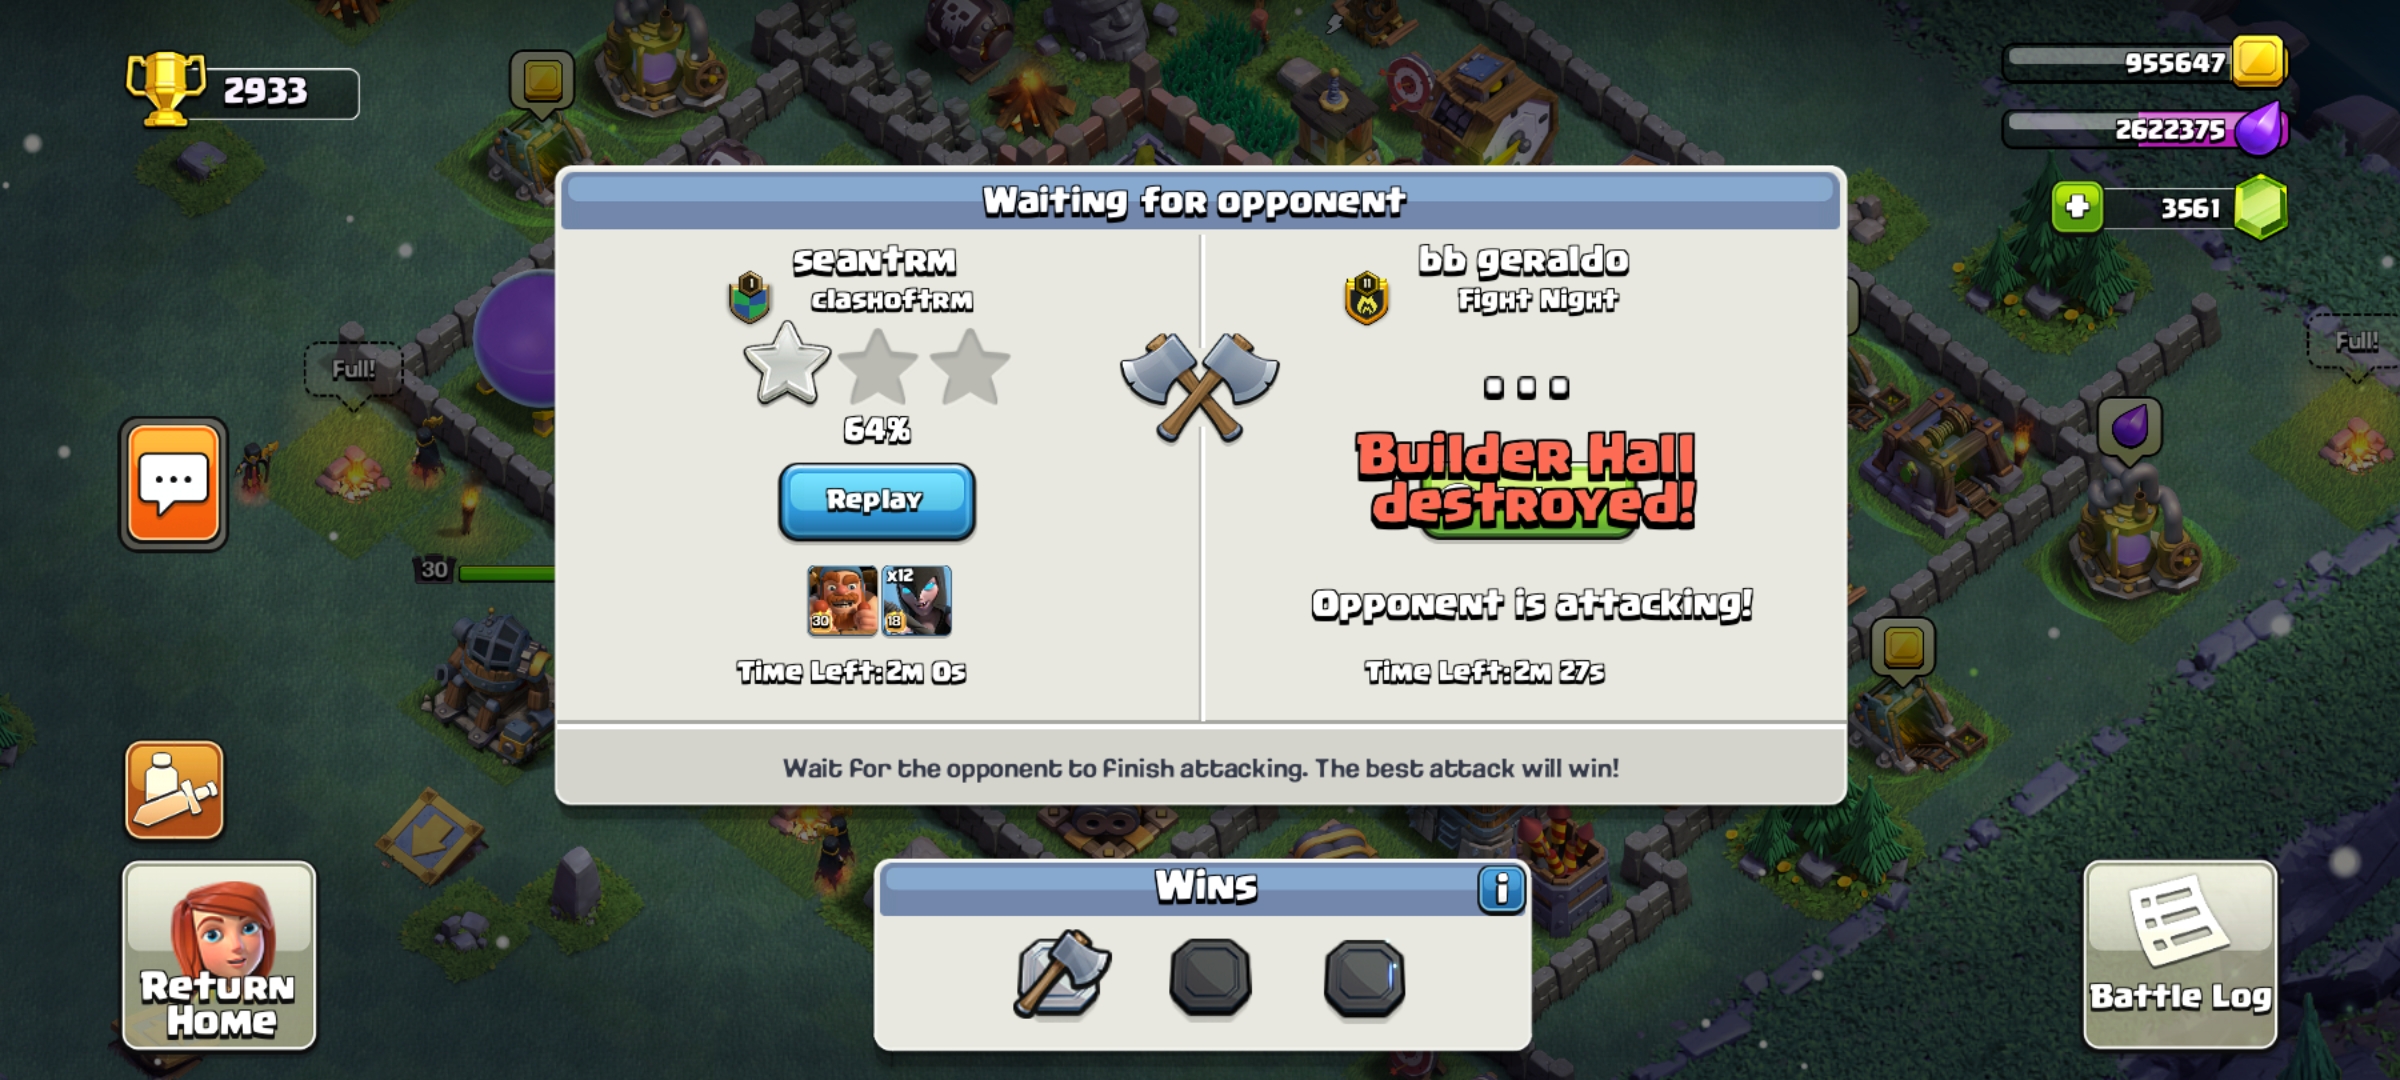 2933
955647
2622375
3561
Waiting for opponent
seantrm
clashoftrm
1
64%
Replay
30
x12
18
Time Left:2m 0s
bb geraldo
Fight Night
11
Builder Hall
destroyed!
Opponent is attacking!
Time Left:2m 27s
Wait for the opponent to finish attacking. The best attack will win!
Full!
Full!
30
Wins
i
Return
Home
Battle Log